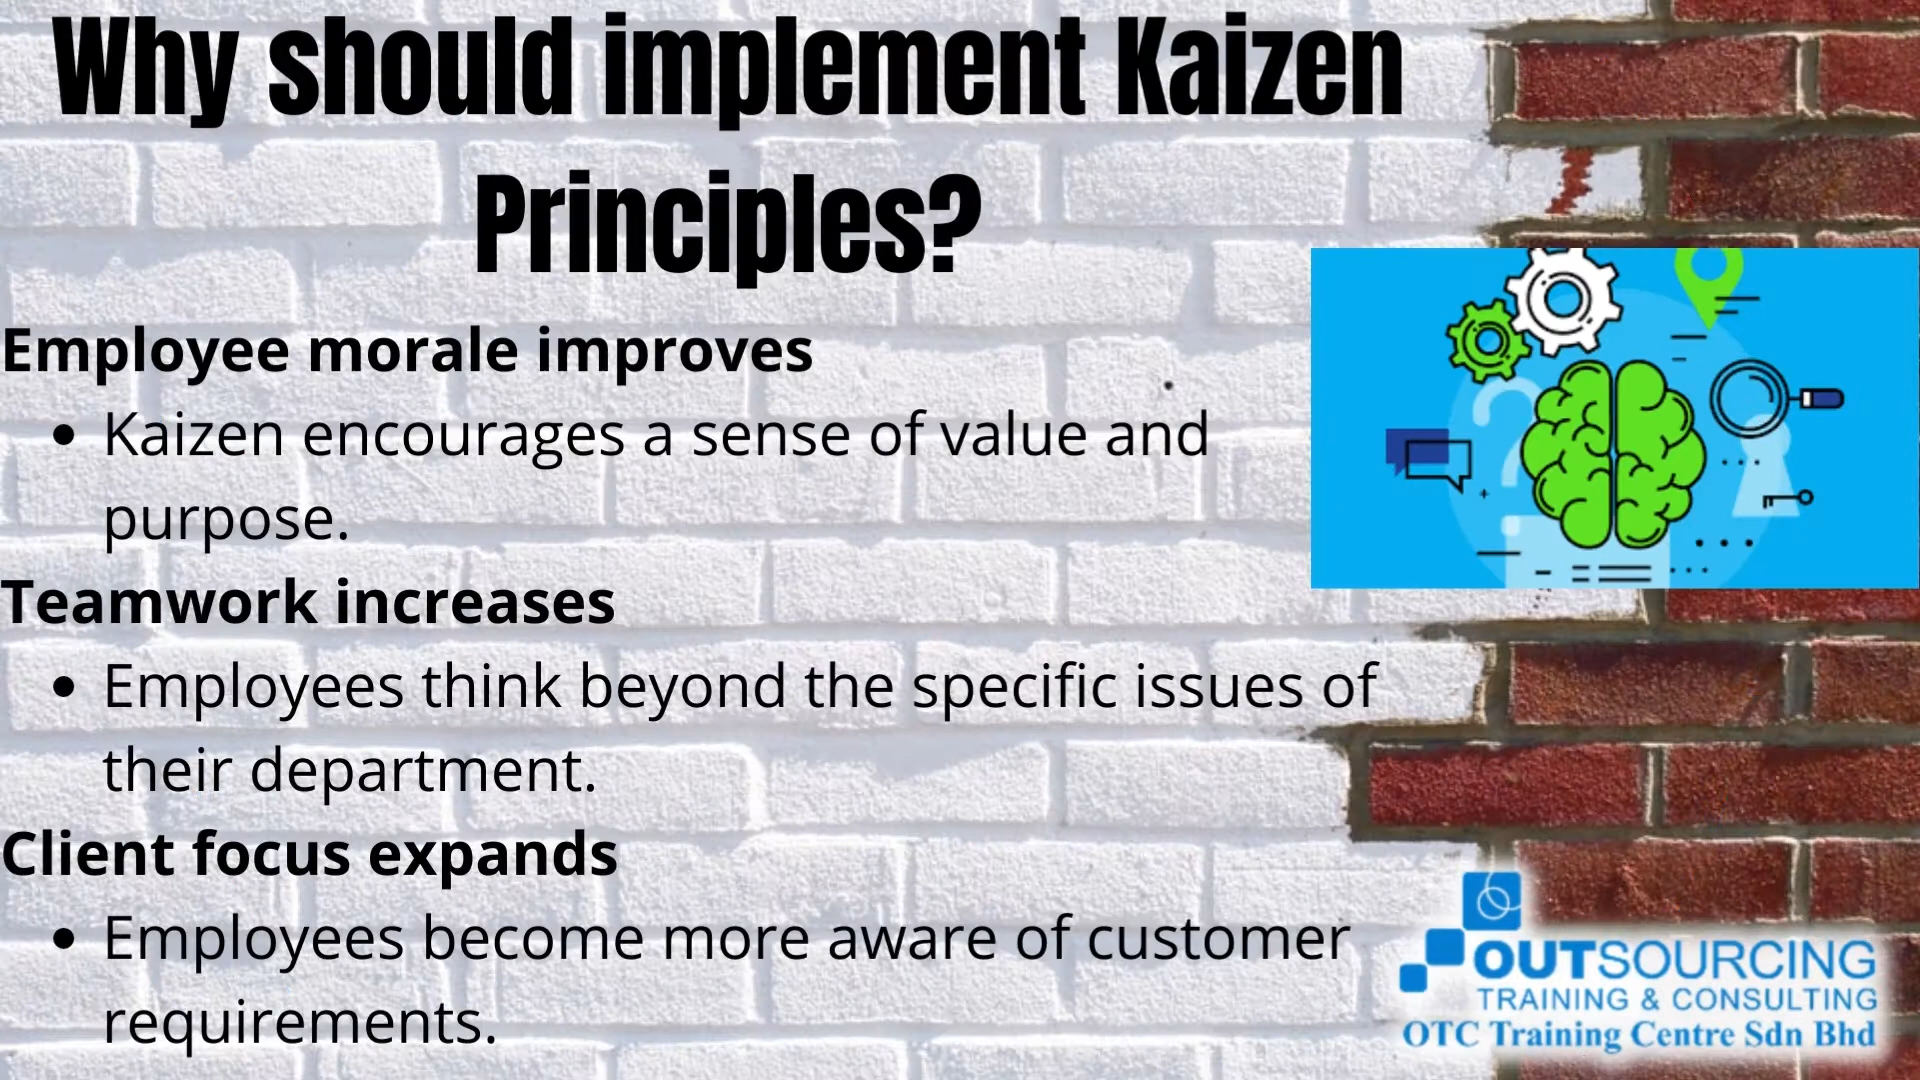 Why should implement Kaizen
Principles?
Employee morale improves
• Kaizen encourages a sense of value and
purpose.
Teamwork increases
• Employees think beyond the specific issues of
their department.
Client focus expands
• Employees become more aware of customer
requirements.
OUTSOURCING
TRAINING & CONSULTING
OTC Training Centre Sdn Bhd